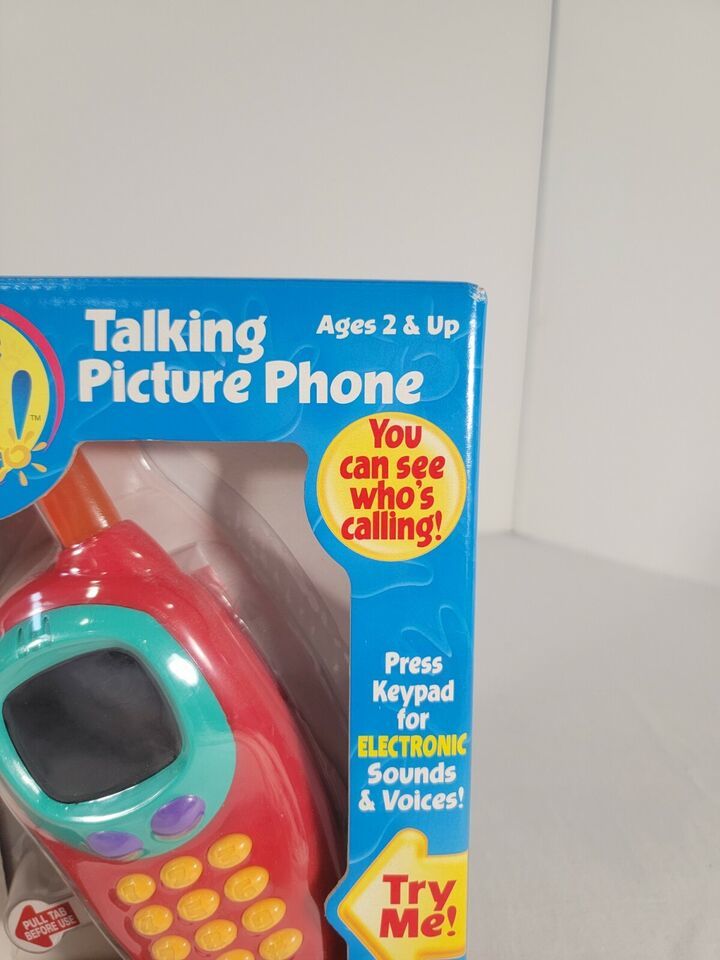 Talking
Picture Phone
Ages 2 & Up
TM
You
can see
who's
calling!
Press
Keypad
for
ELECTRONIC
Sounds
& Voices!
Try
Me!
PULL TAB
BEFORE USE